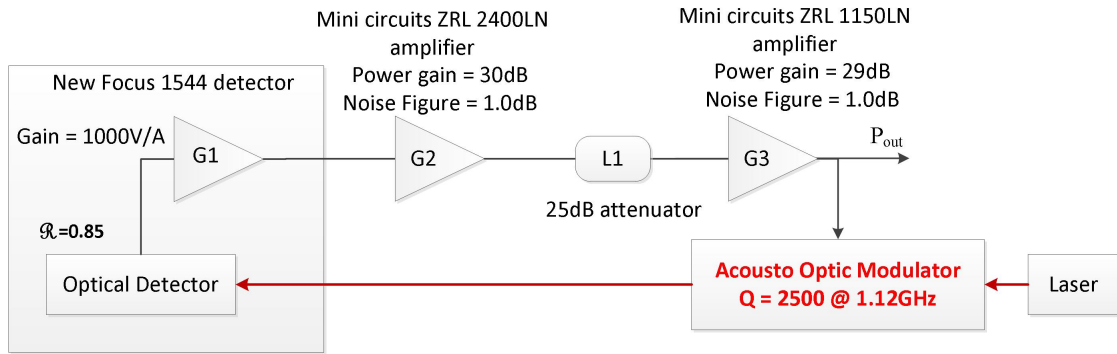 Mini circuits ZRL 2400LN
amplifier
Power gain = 30dB
Noise Figure = 1.0dB
Mini circuits ZRL 1150LN
amplifier
Power gain = 29dB
Noise Figure = 1.0dB
New Focus 1544 detector
Gain = 1000V/A
G1
G2
L1
G3
Pout
25dB attenuator
ℛ=0.85
Optical Detector
Acousto Optic Modulator
Q = 2500 @ 1.12GHz
Laser